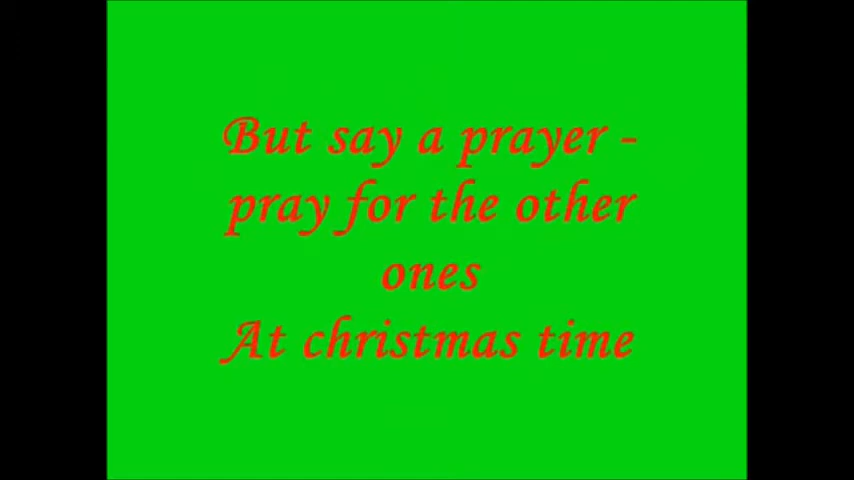 But say a prayer -
pray for the other
ones
At christmas time